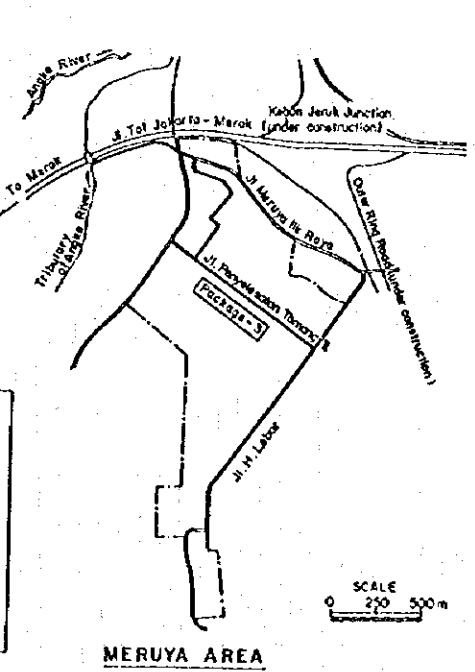 Angke River
Kebon Jeruk Junction
(under construction)
Jl. Tol Jakarta - Merak
To Merak
Tributary
of Angke River
Jl. Meruya Ilir Raya
Outer Ring Road (under construction)
Jl. Penyelesaian Tomang
Package - 3
Jl. H. Lebar
SCALE
0 250 500m
MERUYA AREA